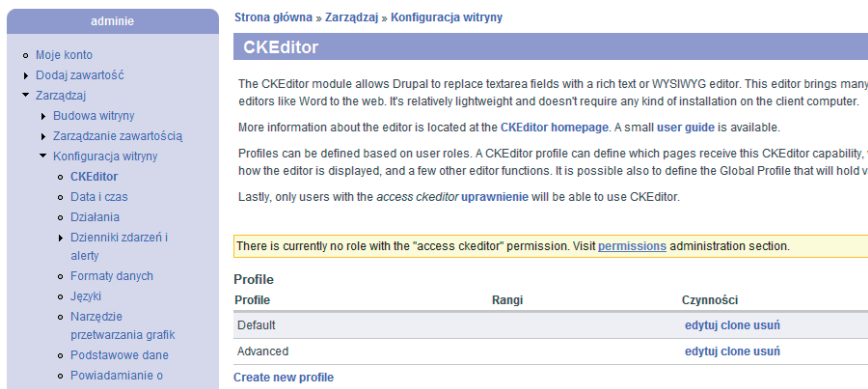 adminie
Moje konto
Dodaj zawartość
Zarządzaj
Budowa witryny
Zarządzanie zawartością
Konfiguracja witryny
CKEditor
Data i czas
Działania
Dzienniki zdarzeń i
alerty
Formaty danych
Języki
Narzędzie
przetwarzania grafik
Podstawowe dane
Powiadamianie o
Strona główna » Zarządzaj » Konfiguracja witryny
CKEditor
The CKEditor module allows Drupal to replace textarea fields with a rich text or WYSIWYG editor. This editor brings many
editors like Word to the web. It's relatively lightweight and doesn't require any kind of installation on the client computer.
More information about the editor is located at the CKEditor homepage. A small user guide is available.
Profiles can be defined based on user roles. A CKEditor profile can define which pages receive this CKEditor capability,
how the editor is displayed, and a few other editor functions. It is possible also to define the Global Profile that will hold v
Lastly, only users with the access ckeditor uprawnienie will be able to use CKEditor.
There is currently no role with the "access ckeditor" permission. Visit permissions administration section.
Profile
Profile Rangi Czynności
Default edytuj clone usuń
Advanced edytuj clone usuń
Create new profile